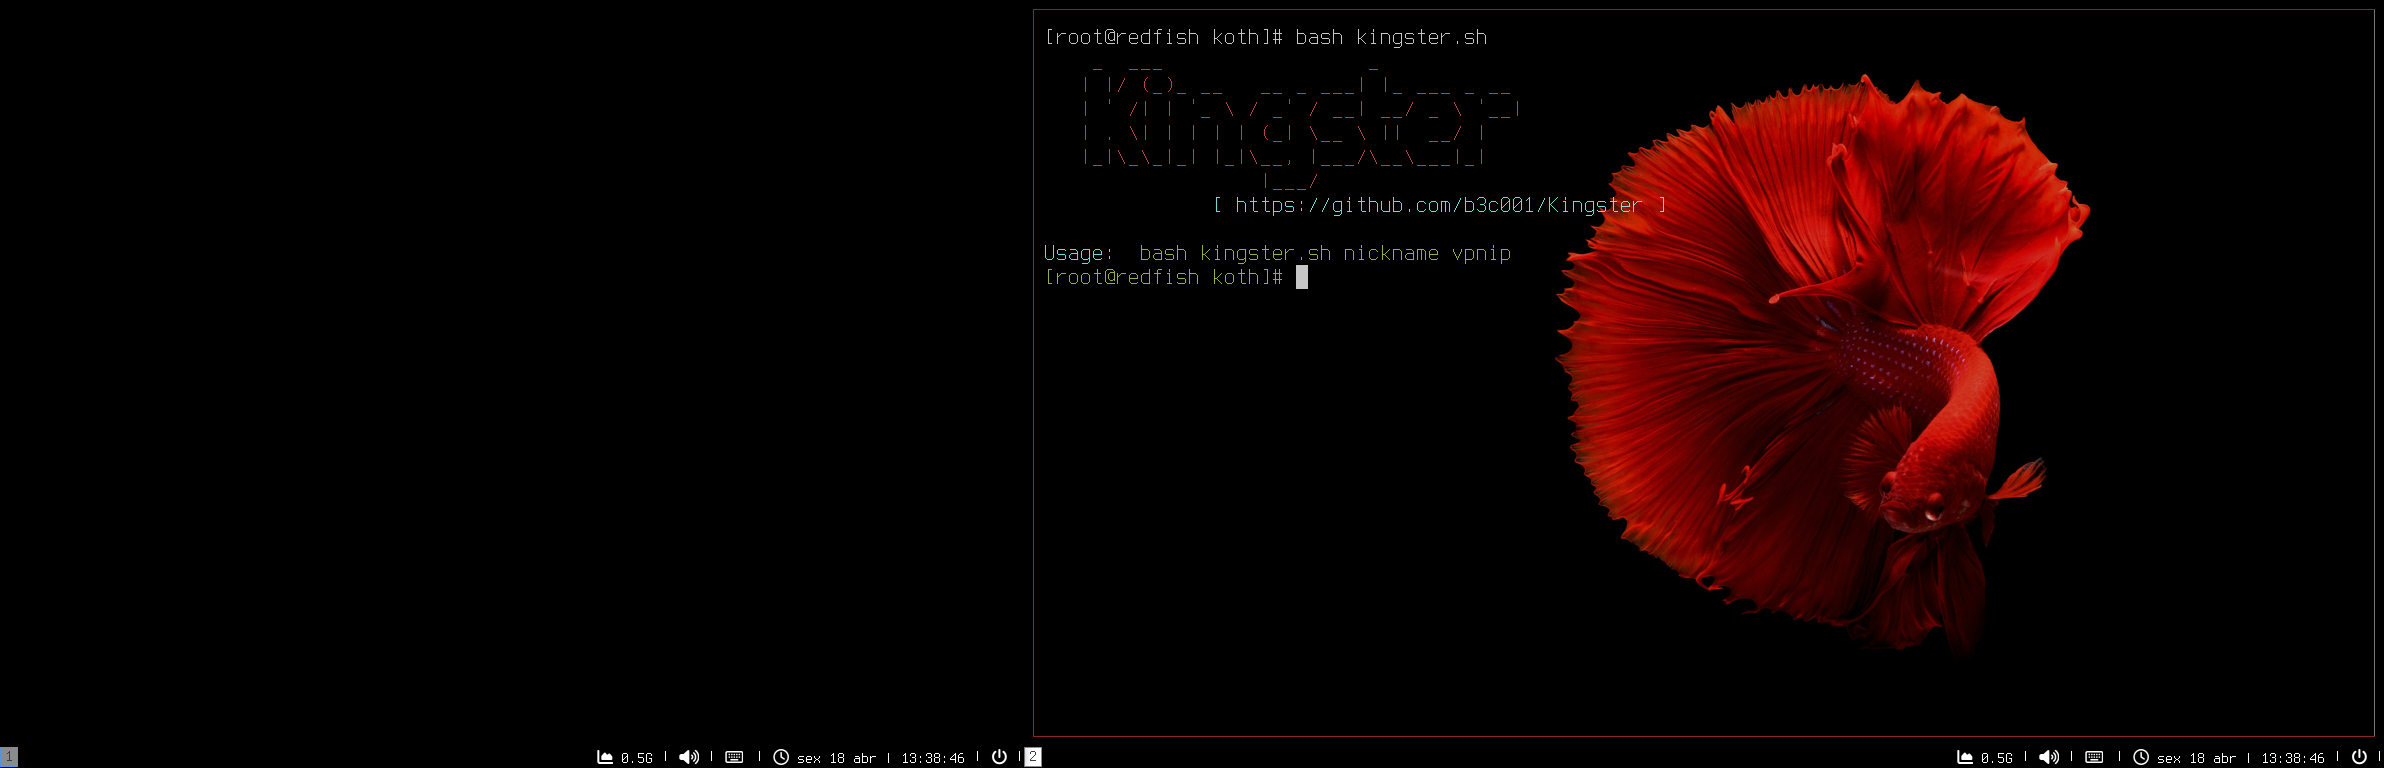 [root@redfish koth]# bash kingster.sh
Kingster
[ https://github.com/b3c001/Kingster ]
Usage:  bash kingster.sh nickname vpnip
[root@redfish koth]#
1 0.5G | | | sex 18 abr | 13:38:46 | |
2 0.5G | | | sex 18 abr | 13:38:46 | |